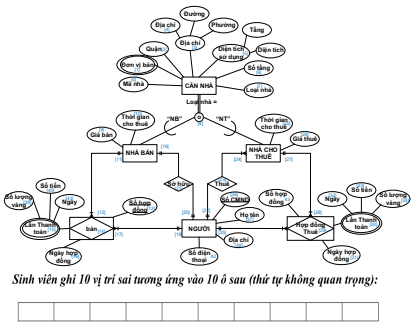 Đường
Địa chỉ
Phường
Tầng
Quận
Địa chỉ
Diện tích
sử dụng
Diện tích
Đơn vị bán
Số tầng
CĂN NHÀ
Mã nhà
Loại nhà
Loại nhà =
Thời gian
cho thuê
"NB"
"NT"
Thời gian
cho thuê
Giá bán
Giá thuê
NHÀ BÁN
NHÀ CHO
THUÊ
Sở hữu
Thuê
Số tiền
Số lượng
vàng
Ngày
Lần Thanh
toán
Số hợp
đồng
bán
Ngày hợp
đồng
Số CMND
Họ tên
NGƯỜI
Địa chỉ
Số điện
thoại
Số hợp
đồng
Ngày
Số tiền
Số lượng
vàng
Hợp đồng
Thuê
Lần Thanh
toán
Ngày hợp
đồng
Sinh viên ghi 10 vị trí sai tương ứng vào 10 ô sau (thứ tự không quan trọng):